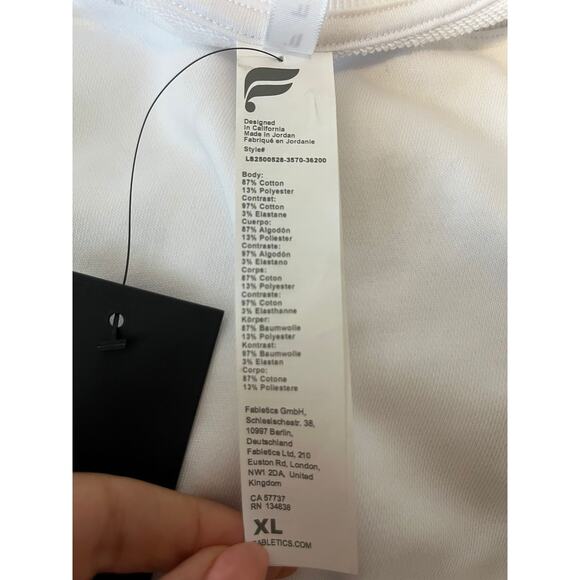 Designed
In California
Made in Jordan
Fabriqué en Jordanie
Style#
LS2500528-3570-36200
Body:
87% Cotton
13% Polyester
Contrast:
97% Cotton
3% Elastane
Cuerpo:
87% Algodón
13% Poliester
Contraste:
97% Algodón
3% Elastano
Corps:
87% Coton
13% Polyester
Contraste:
97% Coton
3% Elasthanne
Körper:
87% Baumwolle
13% Polyester
Kontrast:
97% Baumwolle
3% Elastan
Corpo:
87% Cotone
13% Poliestere
Fabletics GmbH,
Schlesischestr. 38,
10997 Berlin,
Deutschland
Fabletics Ltd, 210
Euston Rd, London,
NW1 2DA, United
Kingdom
CA 57737
RN 134838
XL
FABLETICS.COM